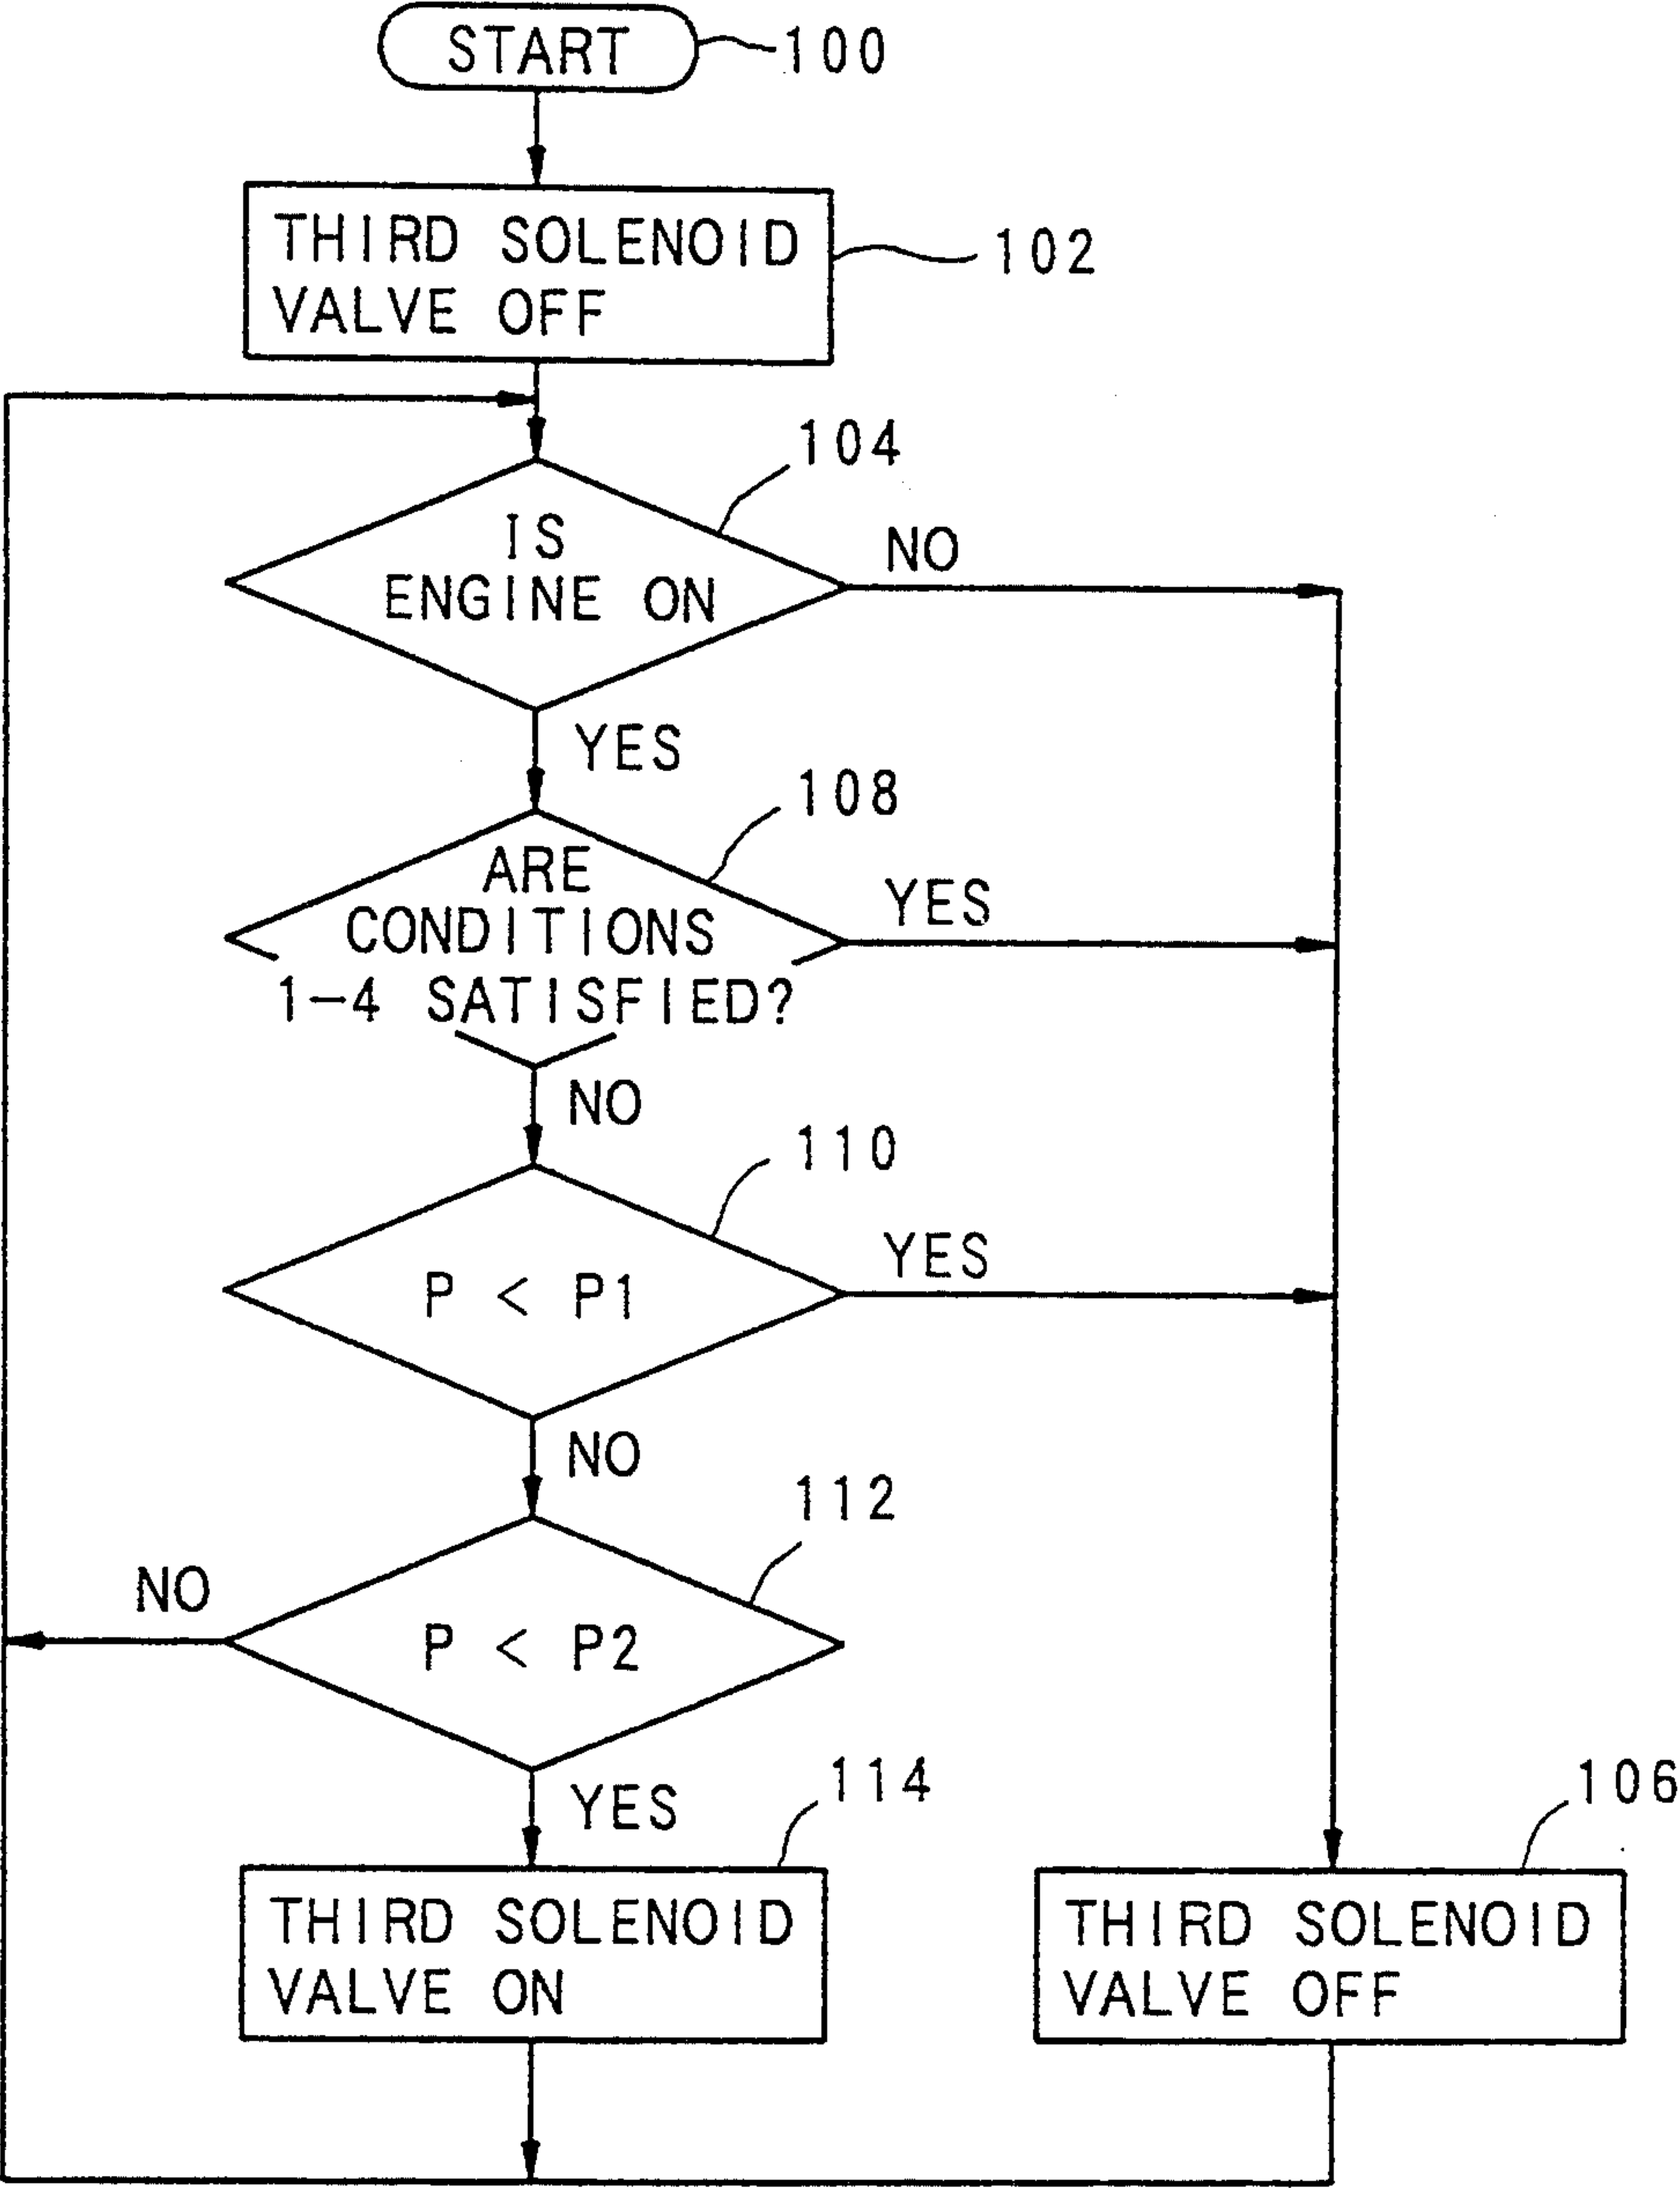 START
100
THIRD SOLENOID
VALVE OFF
102
104
IS
ENGINE ON
NO
YES
108
ARE
CONDITIONS
1-4 SATISFIED?
YES
NO
110
P < P1
YES
NO
112
P < P2
NO
YES
114
THIRD SOLENOID
VALVE ON
106
THIRD SOLENOID
VALVE OFF